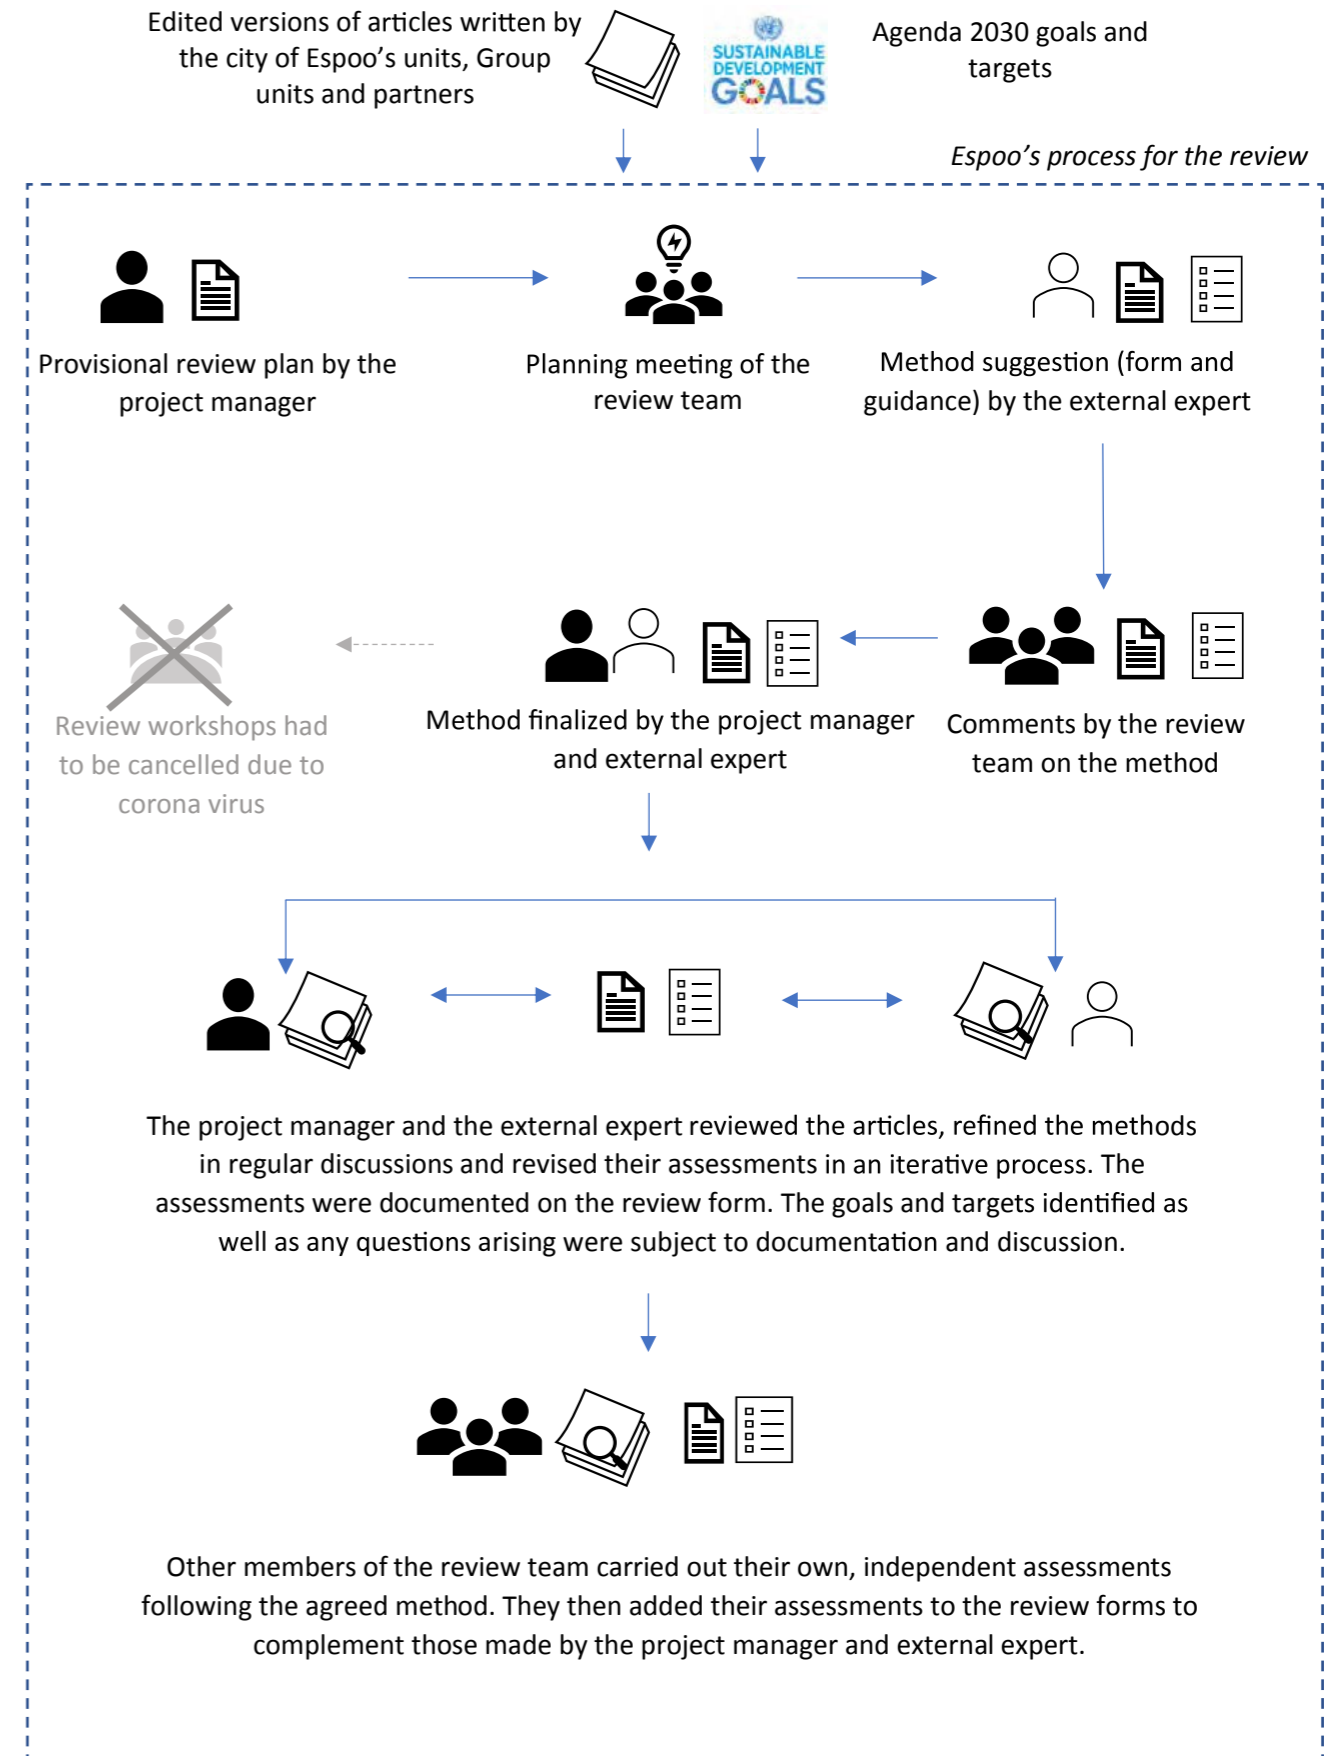 Edited versions of articles written by
the city of Espoo's units, Group
units and partners
SUSTAINABLE
DEVELOPMENT
GOALS
Agenda 2030 goals and
targets
Espoo's process for the review
Provisional review plan by the
project manager
Planning meeting of the
review team
Method suggestion (form and
guidance) by the external expert
Review workshops had
to be cancelled due to
corona virus
Method finalized by the project manager
and external expert
Comments by the review
team on the method
The project manager and the external expert reviewed the articles, refined the methods
in regular discussions and revised their assessments in an iterative process. The
assessments were documented on the review form. The goals and targets identified as
well as any questions arising were subject to documentation and discussion.
Other members of the review team carried out their own, independent assessments
following the agreed method. They then added their assessments to the review forms to
complement those made by the project manager and external expert.